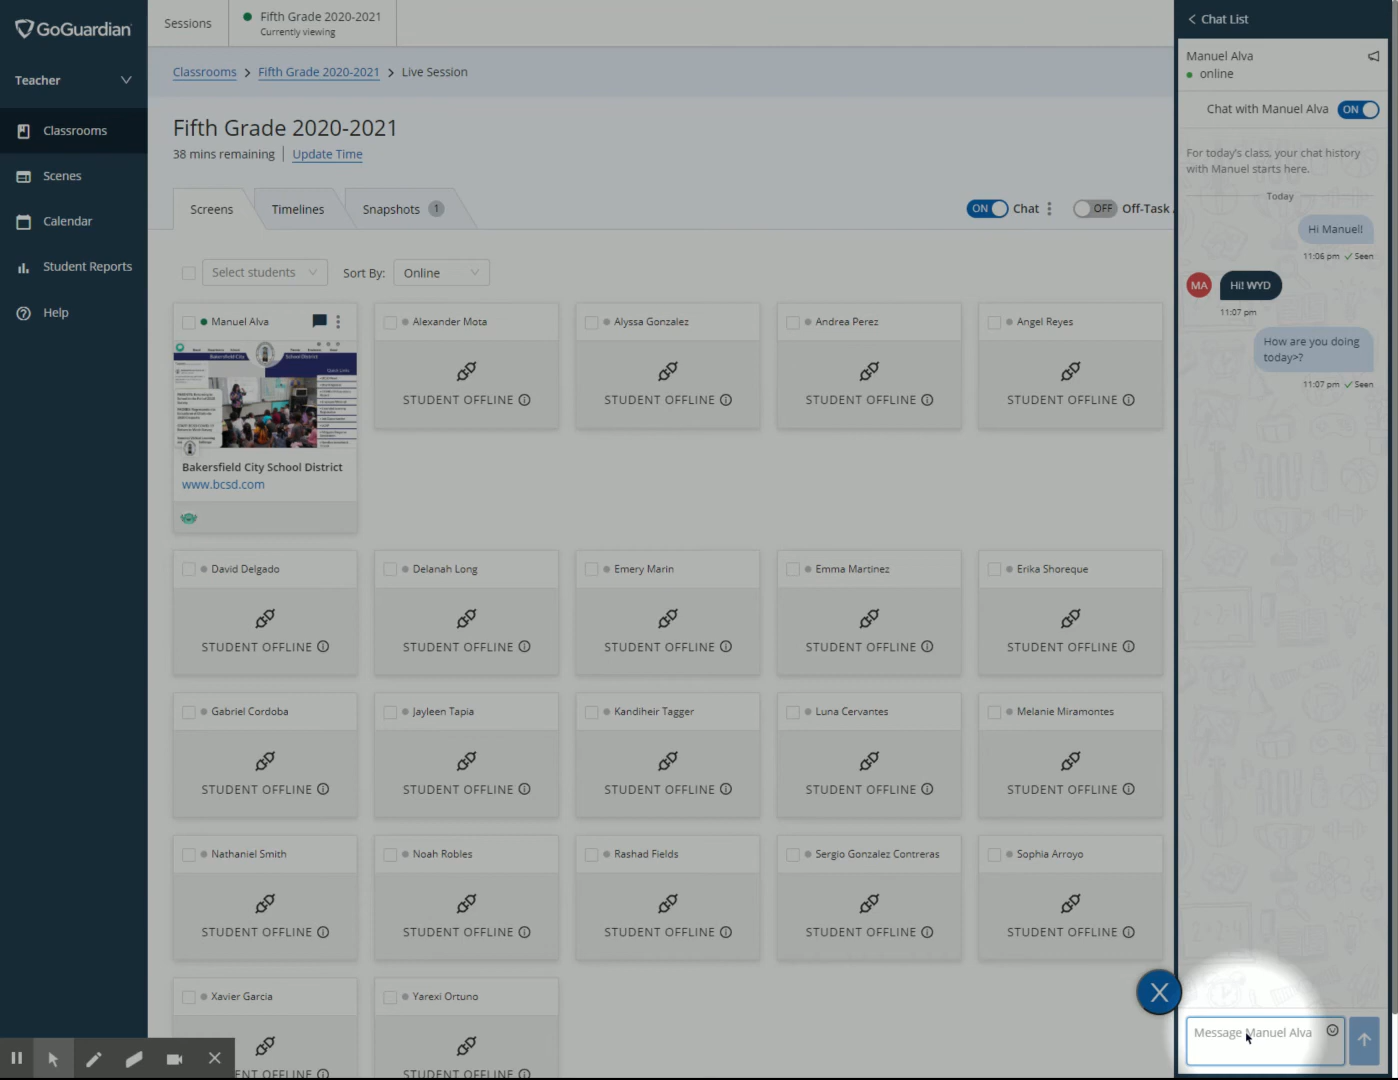 GoGuardian
Teacher
Classrooms
Scenes
Calendar
Student Reports
Help
Sessions
Fifth Grade 2020-2021
Currently viewing
Classrooms > Fifth Grade 2020-2021 > Live Session
Fifth Grade 2020-2021
38 mins remaining | Update Time
Screens
Timelines
Snapshots 1
ON Chat
OFF Off-Task
Select students
Sort By: Online
Manuel Alva
Bakersfield City School District
Quick Links
Bakersfield City School District
www.bcsd.com
Alexander Mota
STUDENT OFFLINE
Alyssa Gonzalez
STUDENT OFFLINE
Andrea Perez
STUDENT OFFLINE
Angel Reyes
STUDENT OFFLINE
David Delgado
STUDENT OFFLINE
Delanah Long
STUDENT OFFLINE
Emery Marin
STUDENT OFFLINE
Emma Martinez
STUDENT OFFLINE
Erika Shoreque
STUDENT OFFLINE
Gabriel Cordoba
STUDENT OFFLINE
Jayleen Tapia
STUDENT OFFLINE
Kandiheir Tagger
STUDENT OFFLINE
Luna Cervantes
STUDENT OFFLINE
Melanie Miramontes
STUDENT OFFLINE
Nathaniel Smith
STUDENT OFFLINE
Noah Robles
STUDENT OFFLINE
Rashad Fields
STUDENT OFFLINE
Sergio Gonzalez Contreras
STUDENT OFFLINE
Sophia Arroyo
STUDENT OFFLINE
Xavier Garcia
ENT OFFLINE
Yarexi Ortuno
STUDENT OFFLINE
Chat List
Manuel Alva
online
Chat with Manuel Alva ON
For today's class, your chat history
with Manuel starts here.
Today
Hi Manuel!
11:06 pm ✓ Seen
MA
Hi! WYD
11:07 pm
How are you doing
today>?
11:07 pm ✓ Seen
Message Manuel Alva